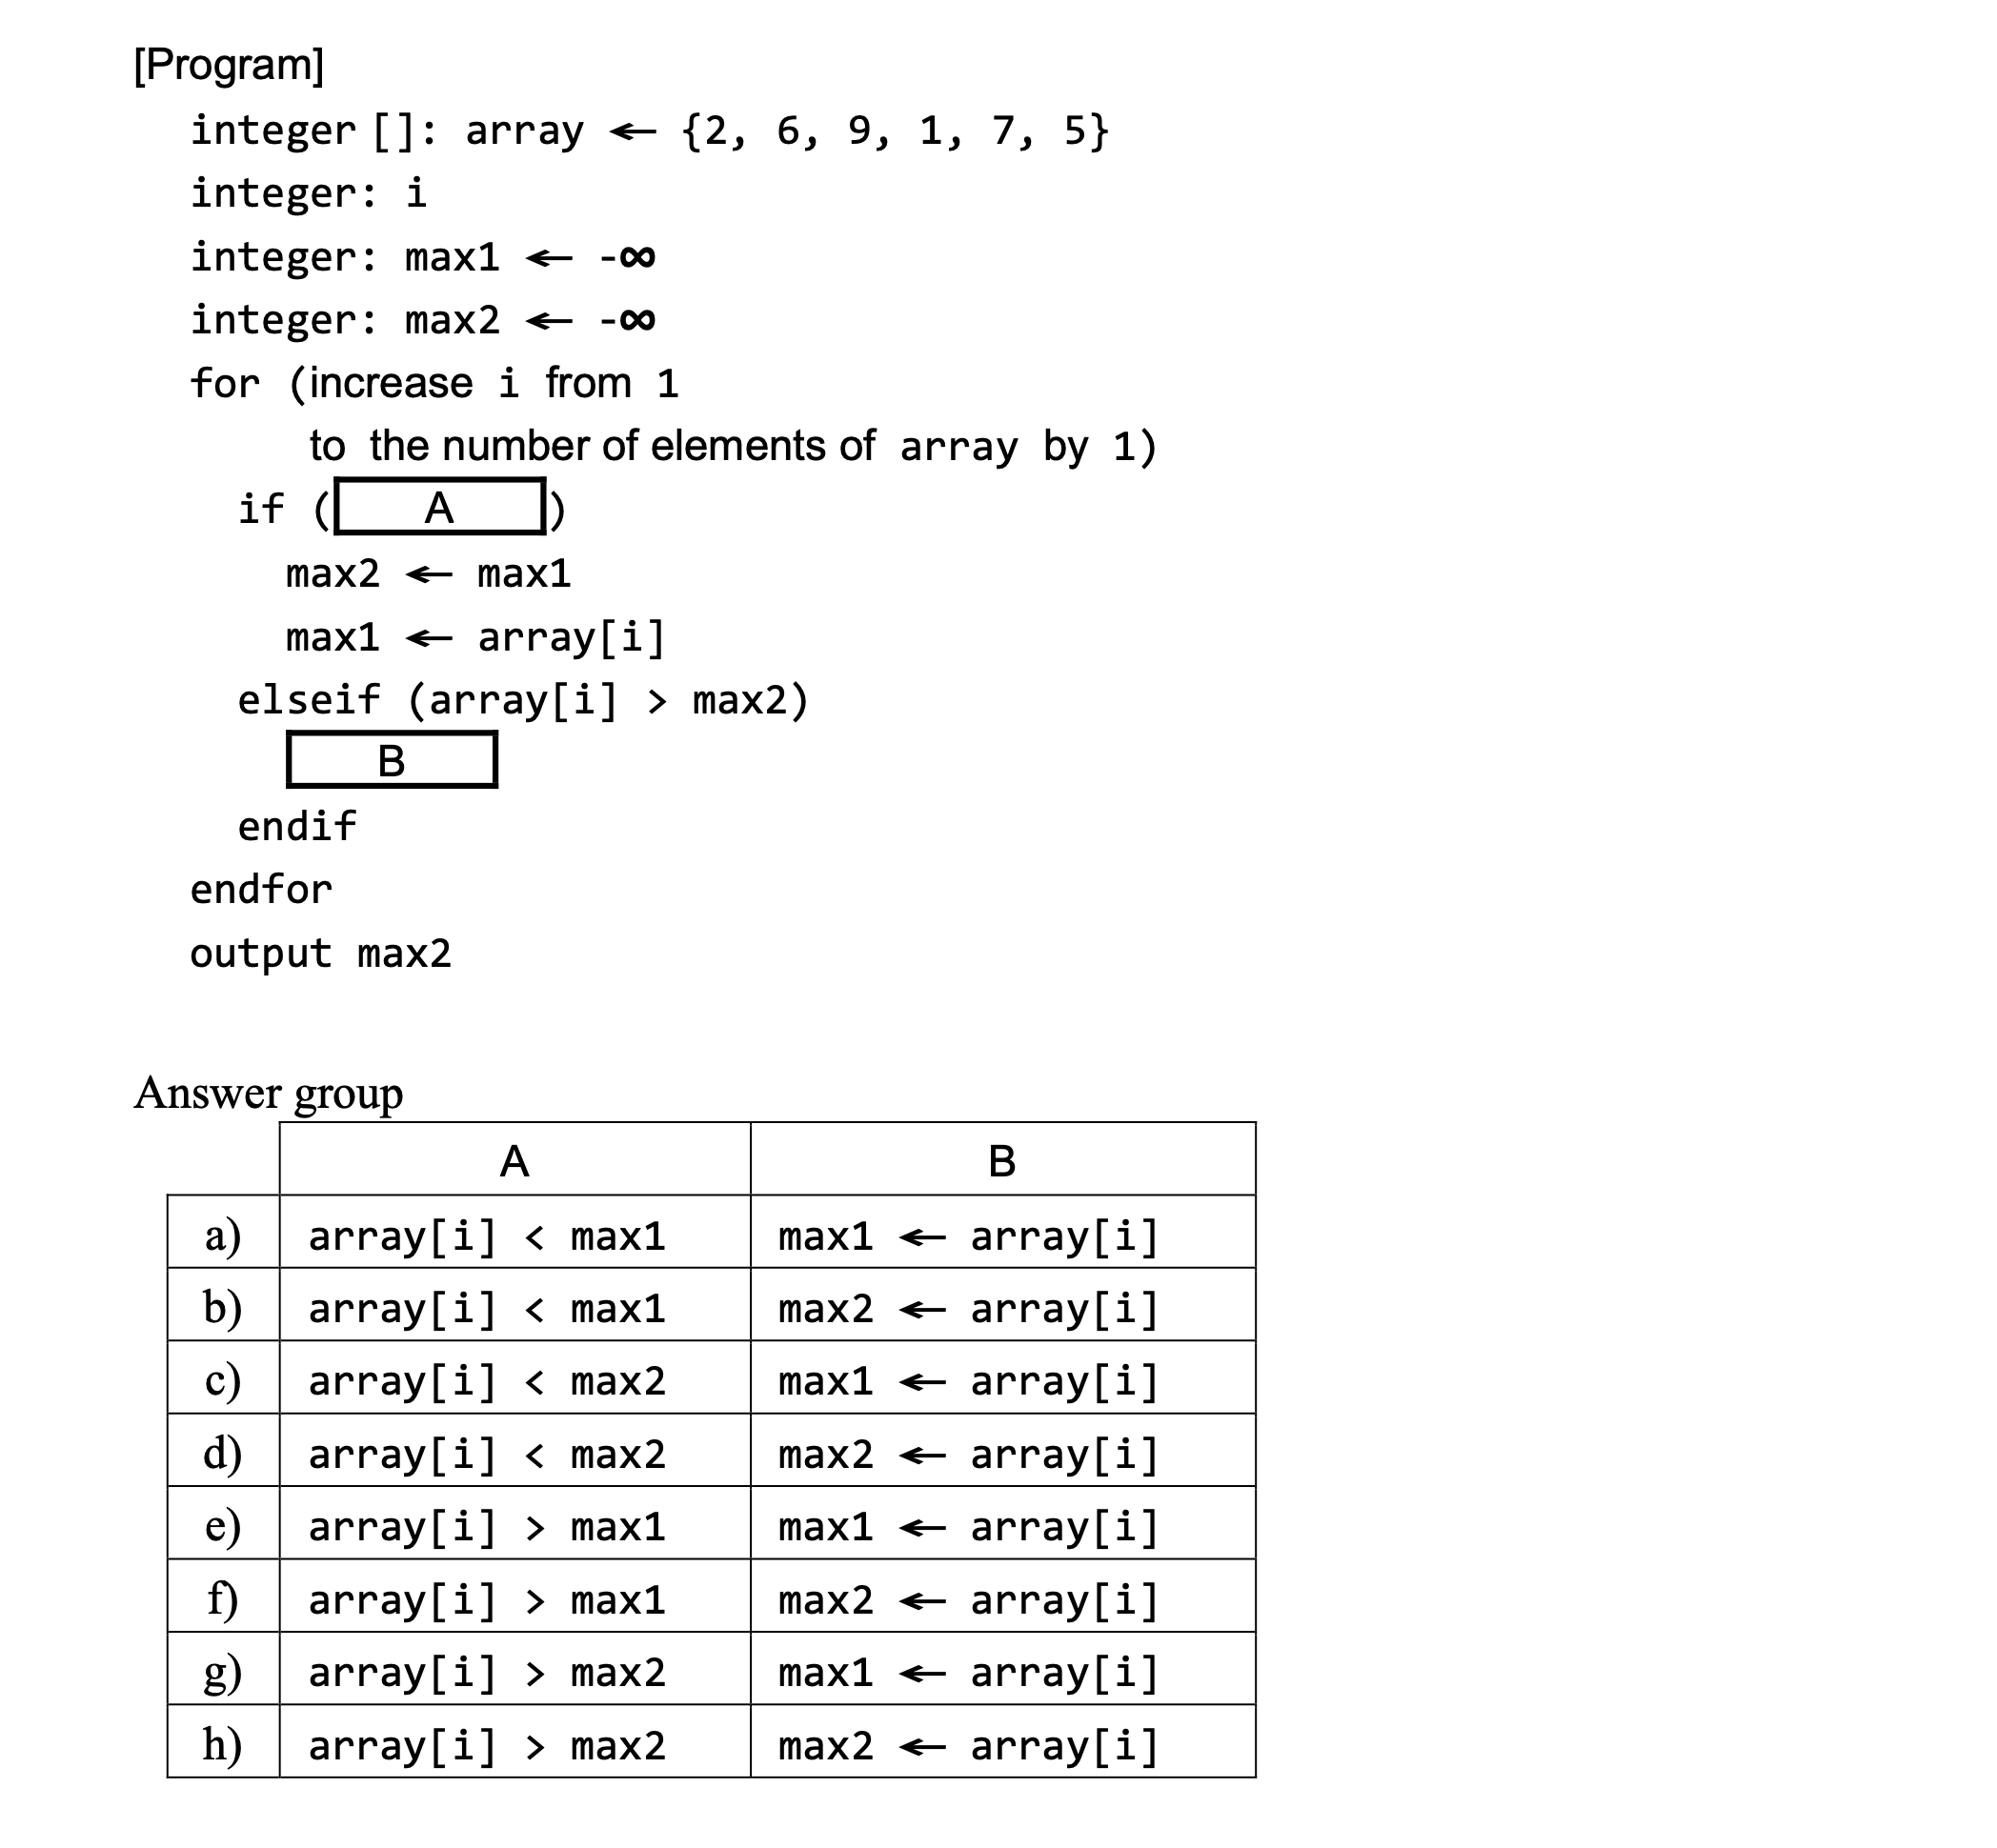 [Program]
integer []: array ← {2, 6, 9, 1, 7, 5}
integer: i
integer: max1 ← -∞
integer: max2 ← -∞
for (increase i from 1
to the number of elements of array by 1)
if ( A )
max2 ← max1
max1 ← array[i]
elseif (array[i] > max2)
B
endif
endfor
output max2
Answer group
A B
a) array[i] < max1 max1 ← array[i]
b) array[i] < max1 max2 ← array[i]
c) array[i] < max2 max1 ← array[i]
d) array[i] < max2 max2 ← array[i]
e) array[i] > max1 max1 ← array[i]
f) array[i] > max1 max2 ← array[i]
g) array[i] > max2 max1 ← array[i]
h) array[i] > max2 max2 ← array[i]